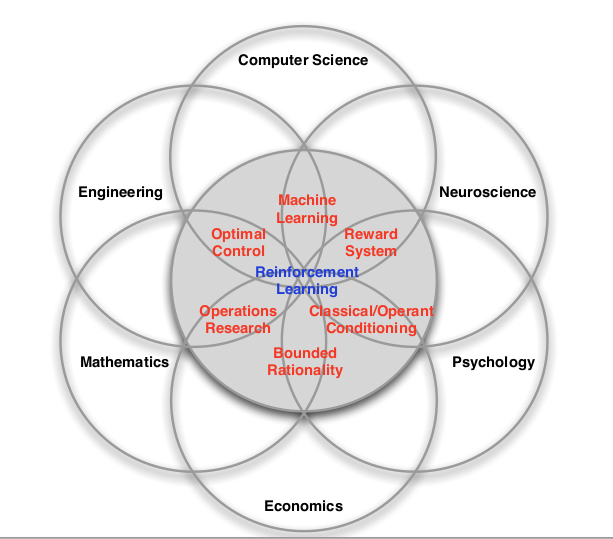 Computer Science
Engineering
Neuroscience
Machine
Learning
Optimal
Control
Reward
System
Reinforcement
Learning
Operations
Research
Classical/Operant
Conditioning
Bounded
Rationality
Mathematics
Psychology
Economics